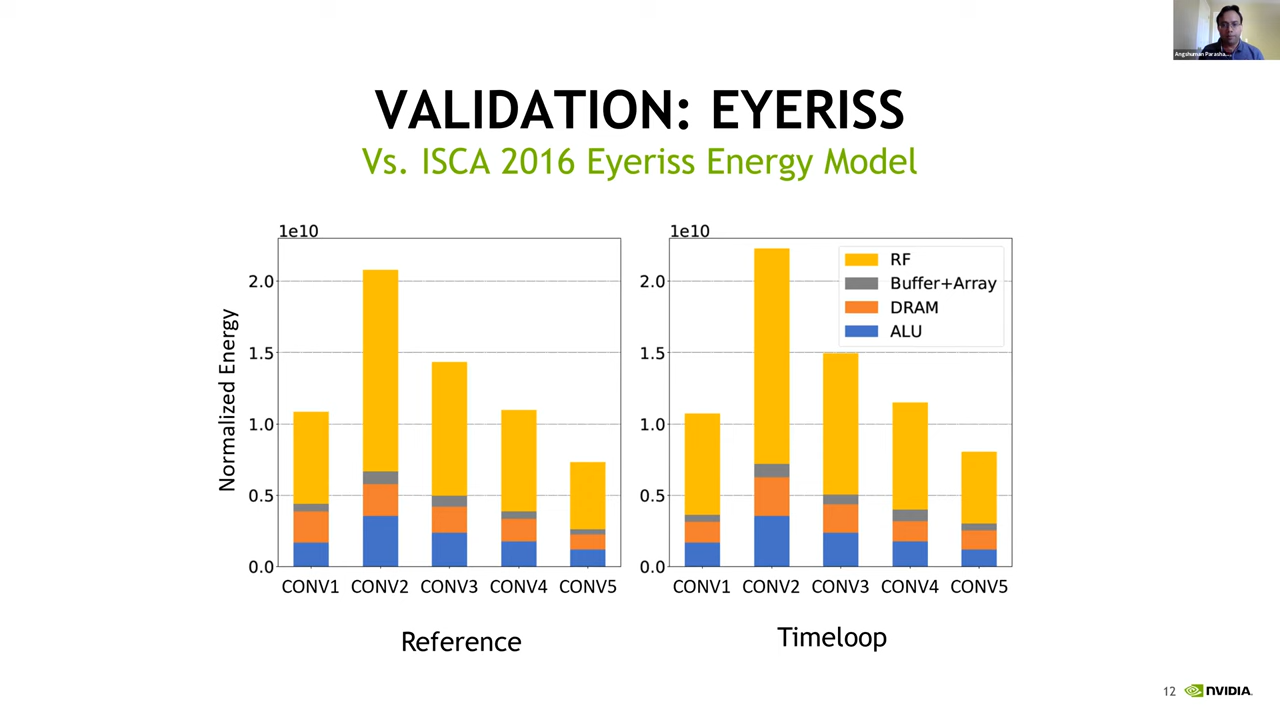 Angshuman Parasha...
VALIDATION: EYERISS
Vs. ISCA 2016 Eyeriss Energy Model
1e10
2.0
1.5
1.0
0.5
0.0
Normalized Energy
CONV1 CONV2 CONV3 CONV4 CONV5
Reference
1e10
2.0
1.5
1.0
0.5
0.0
RF
Buffer+Array
DRAM
ALU
CONV1 CONV2 CONV3 CONV4 CONV5
Timeloop
12 NVIDIA.